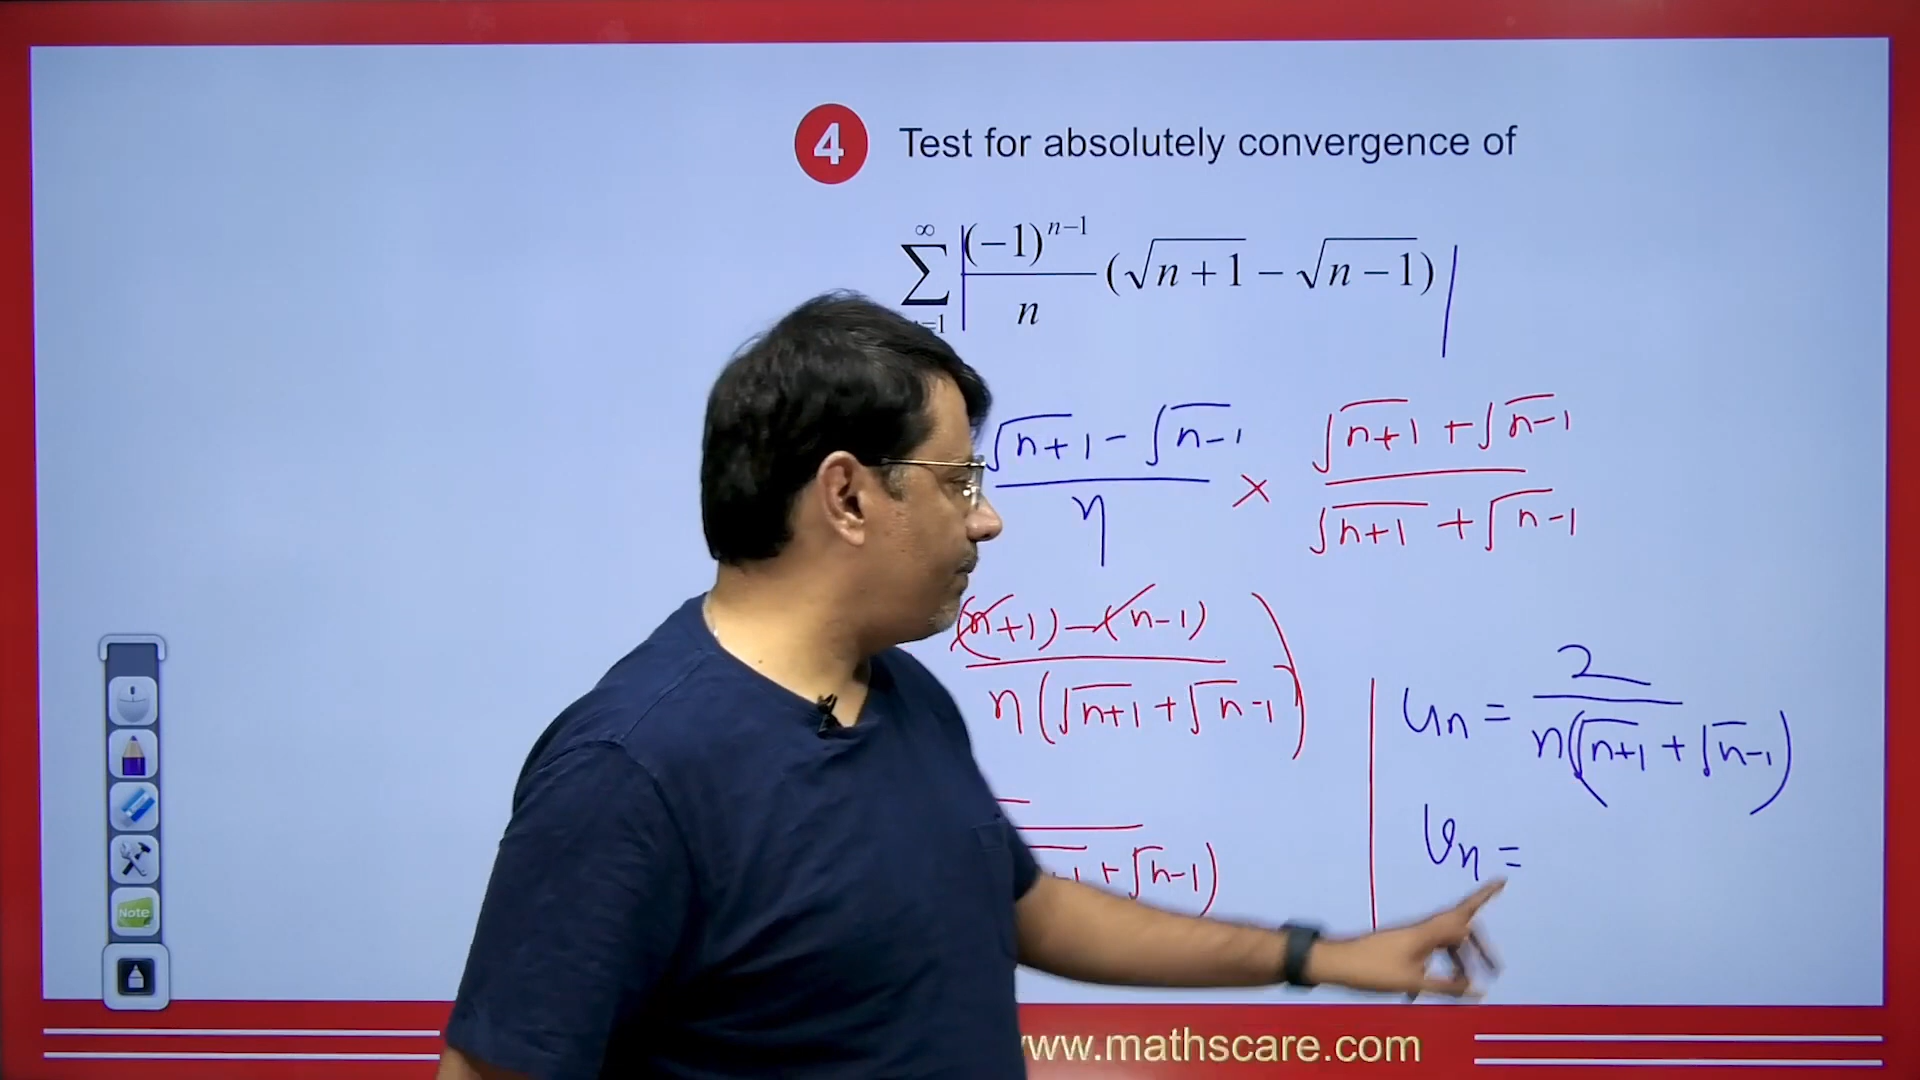 4 Test for absolutely convergence of
∑ ∞ n=1 |(-1)^{n-1}/n (√(n+1) - √(n-1))|
(√(n+1) - √(n-1))/n × (√(n+1) + √(n-1))/(√(n+1) + √(n-1))
((n+1) - (n-1))/(n(√(n+1) + √(n-1)))
u_n = 2/(n(√(n+1) + √(n-1)))
+ √(n-1))
v_n =
Note
www.mathscare.com